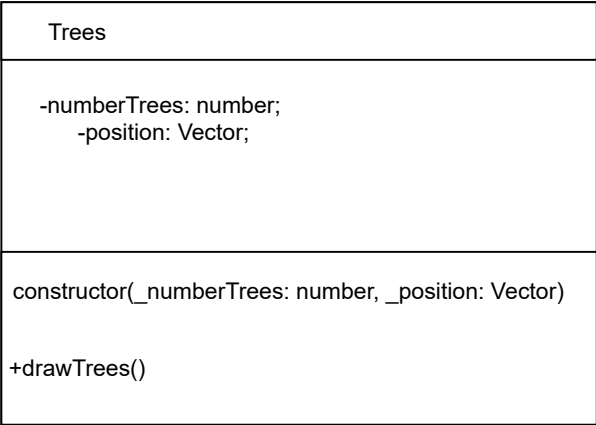 Trees
-numberTrees: number;
-position: Vector;
constructor(_numberTrees: number, _position: Vector)
+drawTrees()